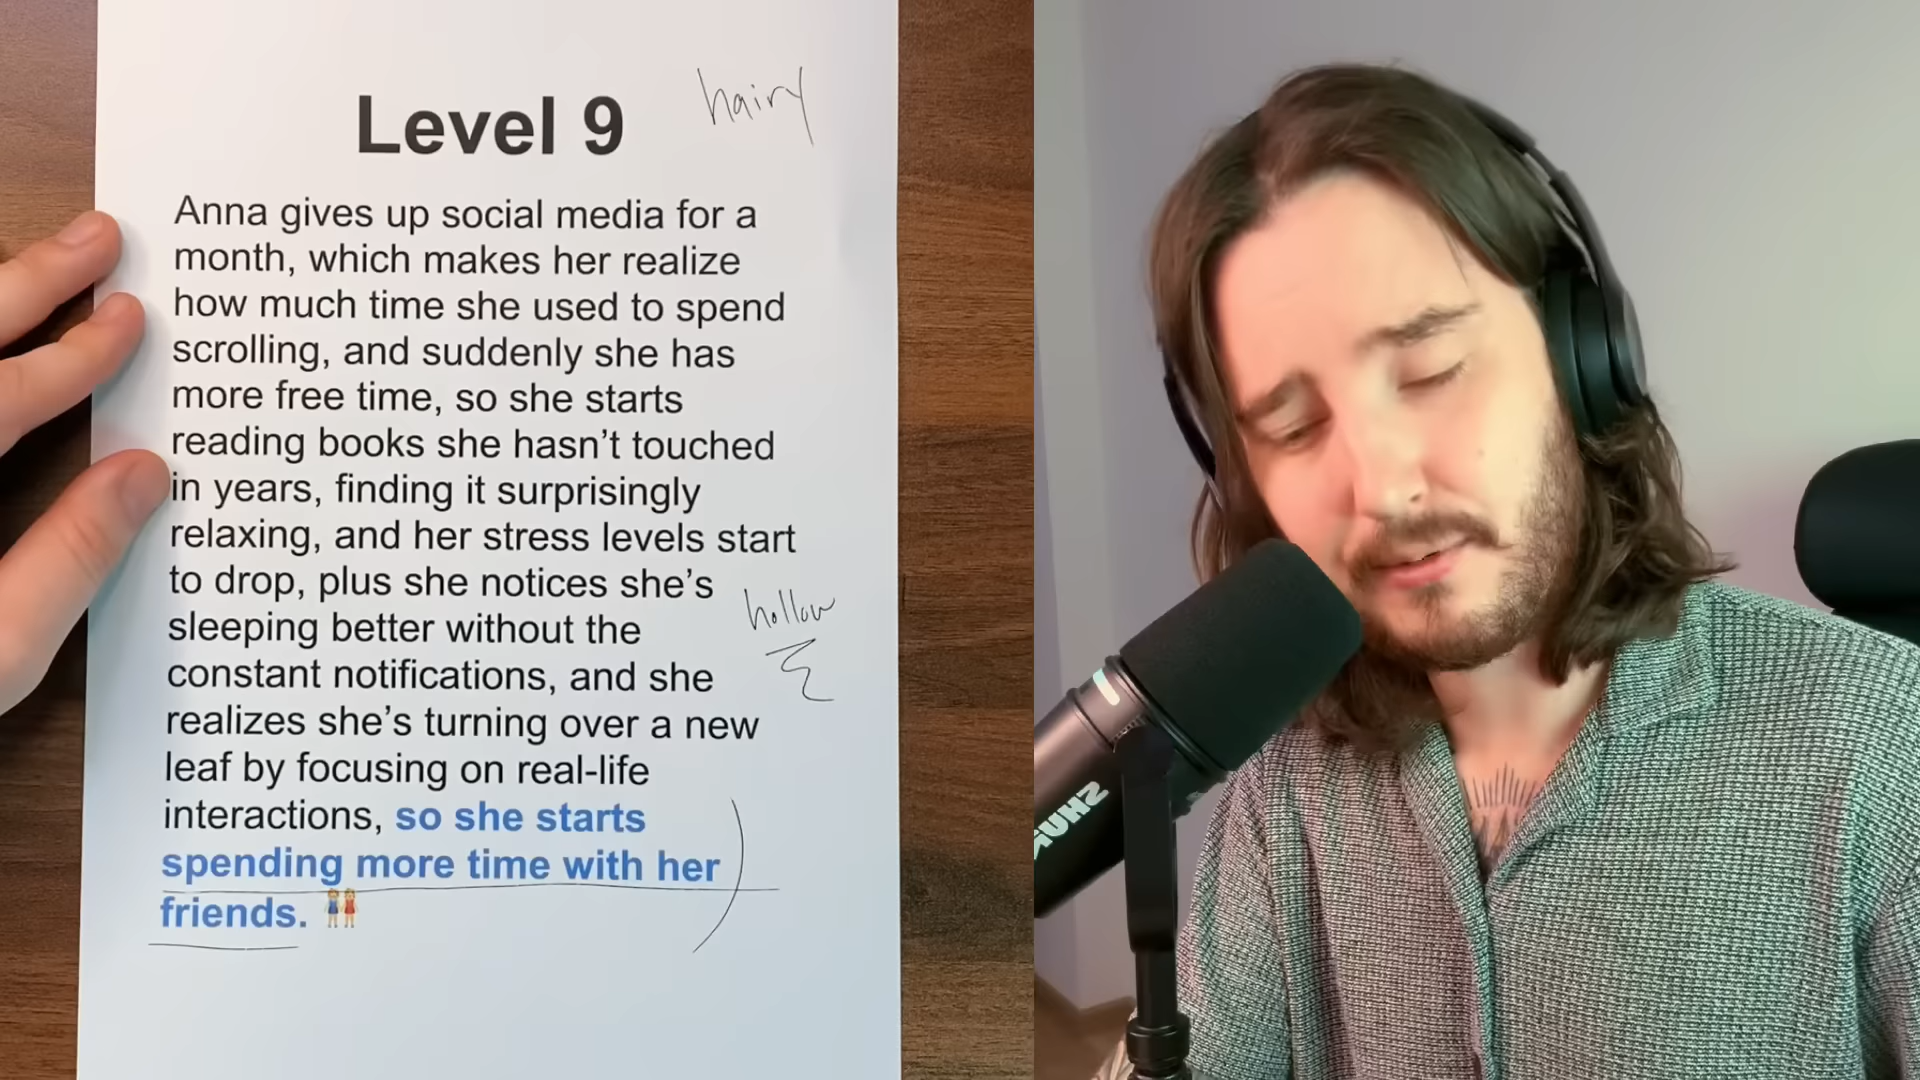 hairy
Level 9
Anna gives up social media for a
month, which makes her realize
how much time she used to spend
scrolling, and suddenly she has
more free time, so she starts
reading books she hasn’t touched
in years, finding it surprisingly
relaxing, and her stress levels start
to drop, plus she notices she’s
hollow
sleeping better without the
constant notifications, and she
realizes she’s turning over a new
leaf by focusing on real-life
interactions, so she starts
spending more time with her
friends.
SHURE